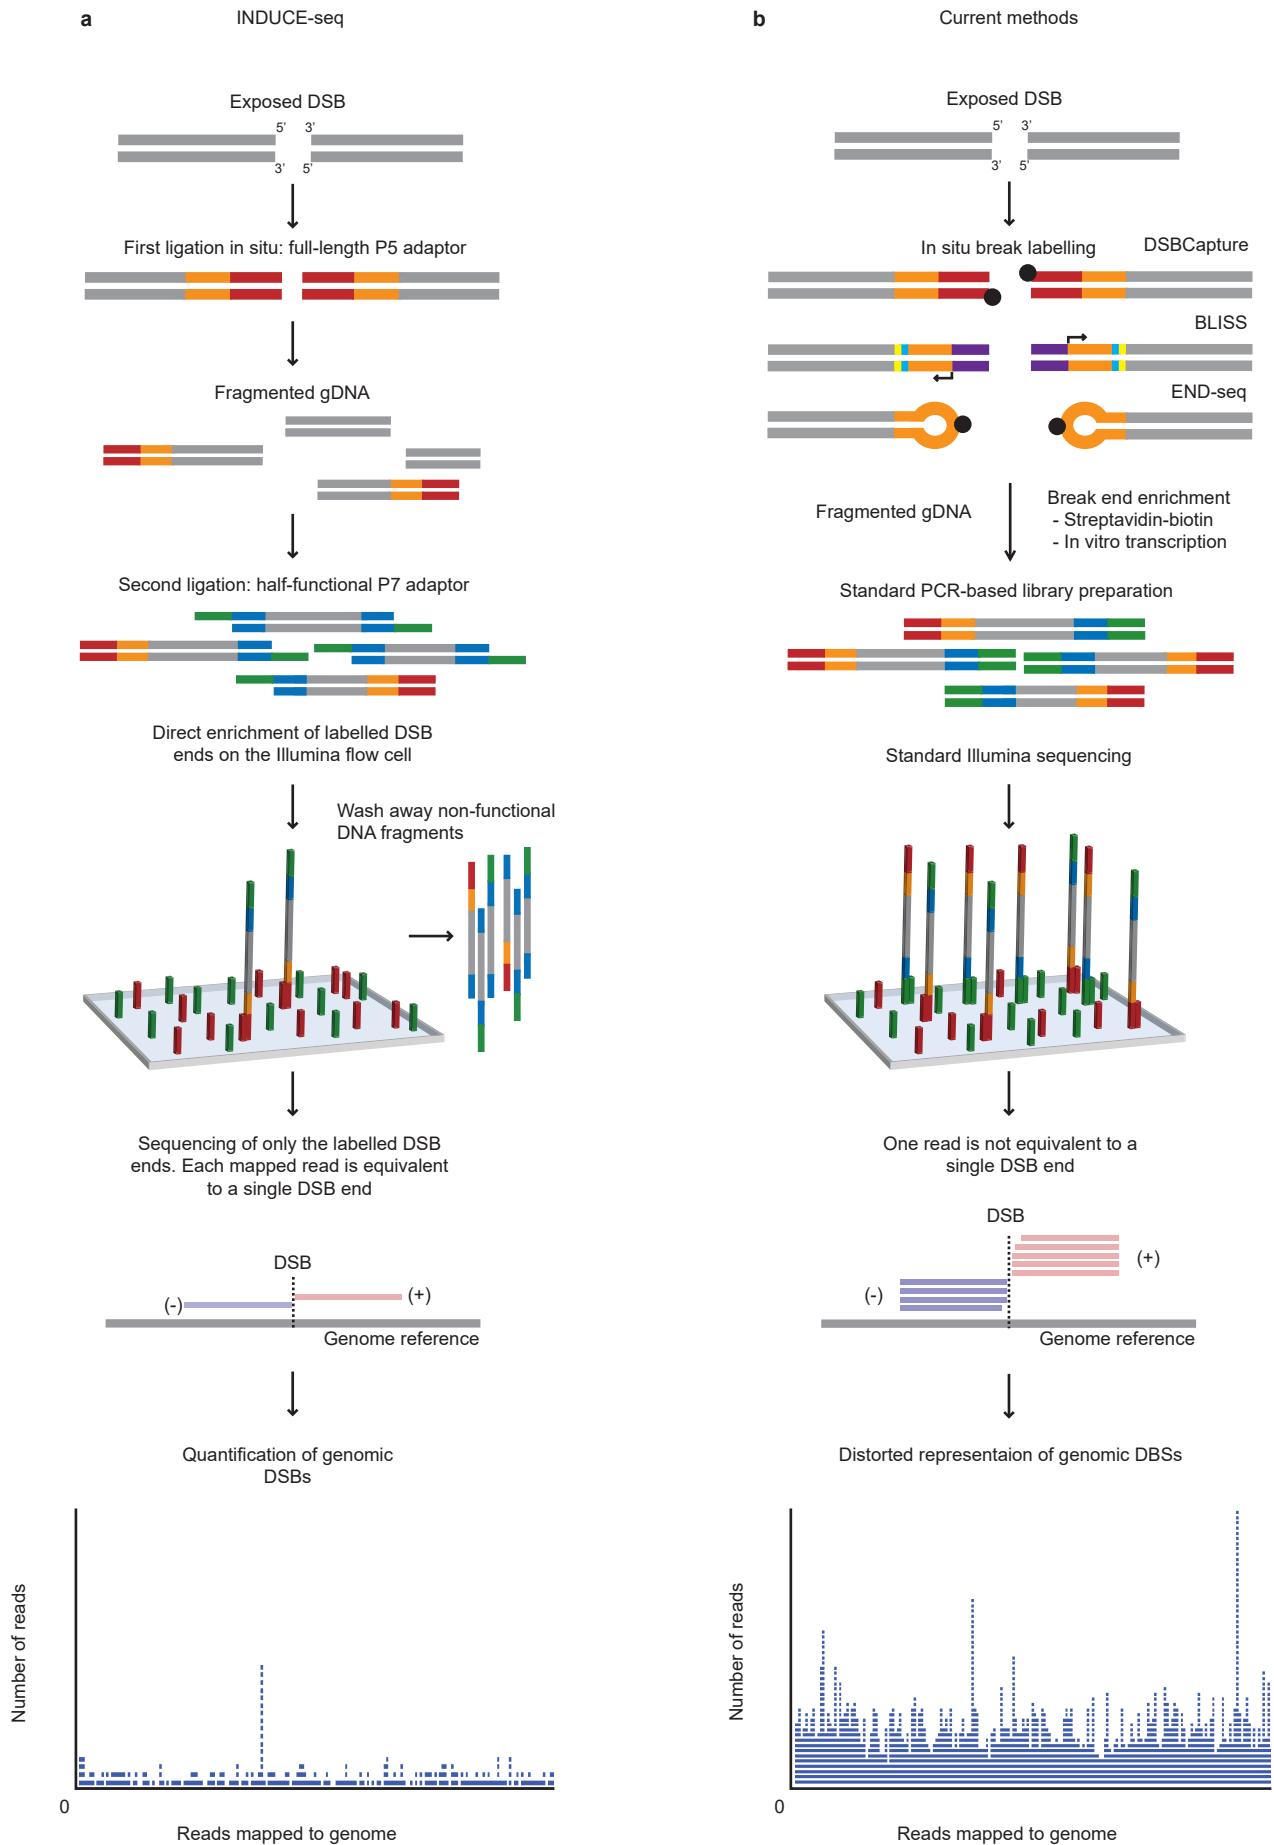 a
INDUCE-seq
Exposed DSB
5’
3’
3’
5’
First ligation in situ: full-length P5 adaptor
Fragmented gDNA
Second ligation: half-functional P7 adaptor
Direct enrichment of labelled DSB
ends on the Illumina flow cell
Wash away non-functional
DNA fragments
Sequencing of only the labelled DSB
ends. Each mapped read is equivalent
to a single DSB end
DSB
(-)
(+)
Genome reference
Quantification of genomic
DSBs
Number of reads
0
Reads mapped to genome
b
Current methods
Exposed DSB
5’
3’
3’
5’
In situ break labelling
DSBCapture
BLISS
END-seq
Fragmented gDNA
Break end enrichment
- Streptavidin-biotin
- In vitro transcription
Standard PCR-based library preparation
Standard Illumina sequencing
One read is not equivalent to a
single DSB end
DSB
(+)
(-)
Genome reference
Distorted representaion of genomic DBSs
Number of reads
0
Reads mapped to genome